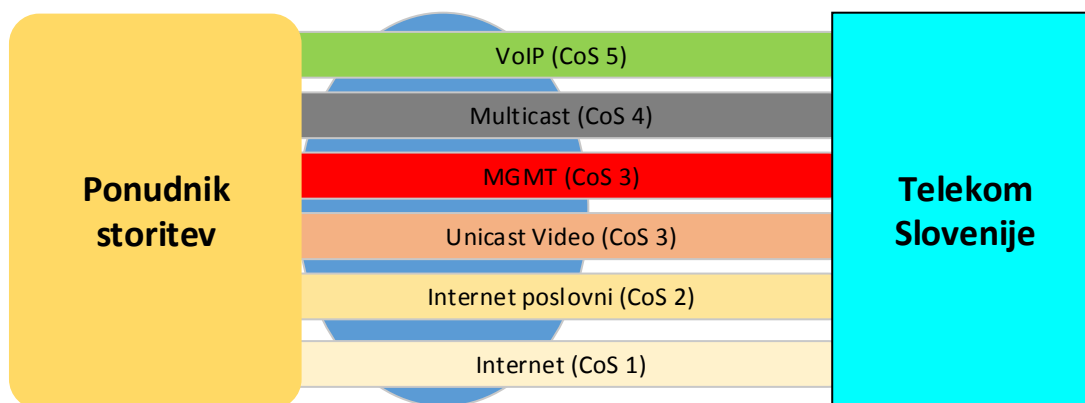 Ponudnik
storitev
VoIP (CoS 5)
Multicast (CoS 4)
MGMT (CoS 3)
Unicast Video (CoS 3)
Internet poslovni (CoS 2)
Internet (CoS 1)
Telekom
Slovenije